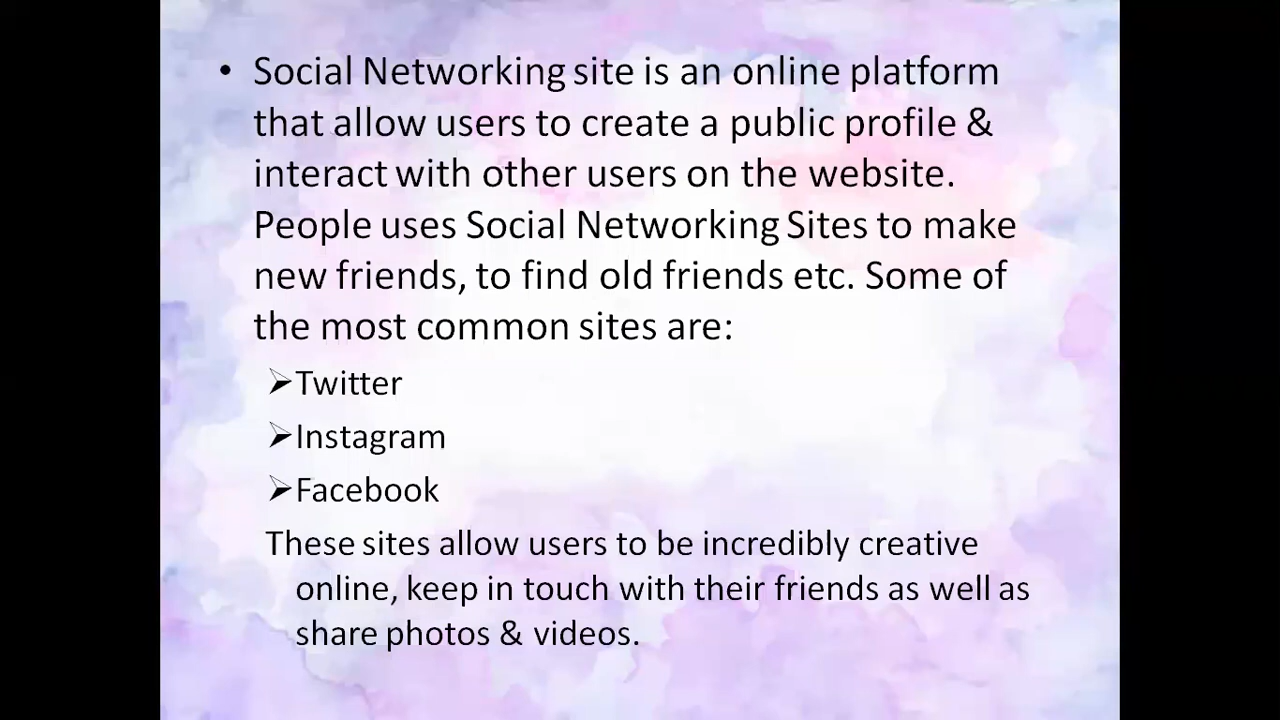 • Social Networking site is an online platform
that allow users to create a public profile &
interact with other users on the website.
People uses Social Networking Sites to make
new friends, to find old friends etc. Some of
the most common sites are:
➢Twitter
➢Instagram
➢Facebook
These sites allow users to be incredibly creative
online, keep in touch with their friends as well as
share photos & videos.